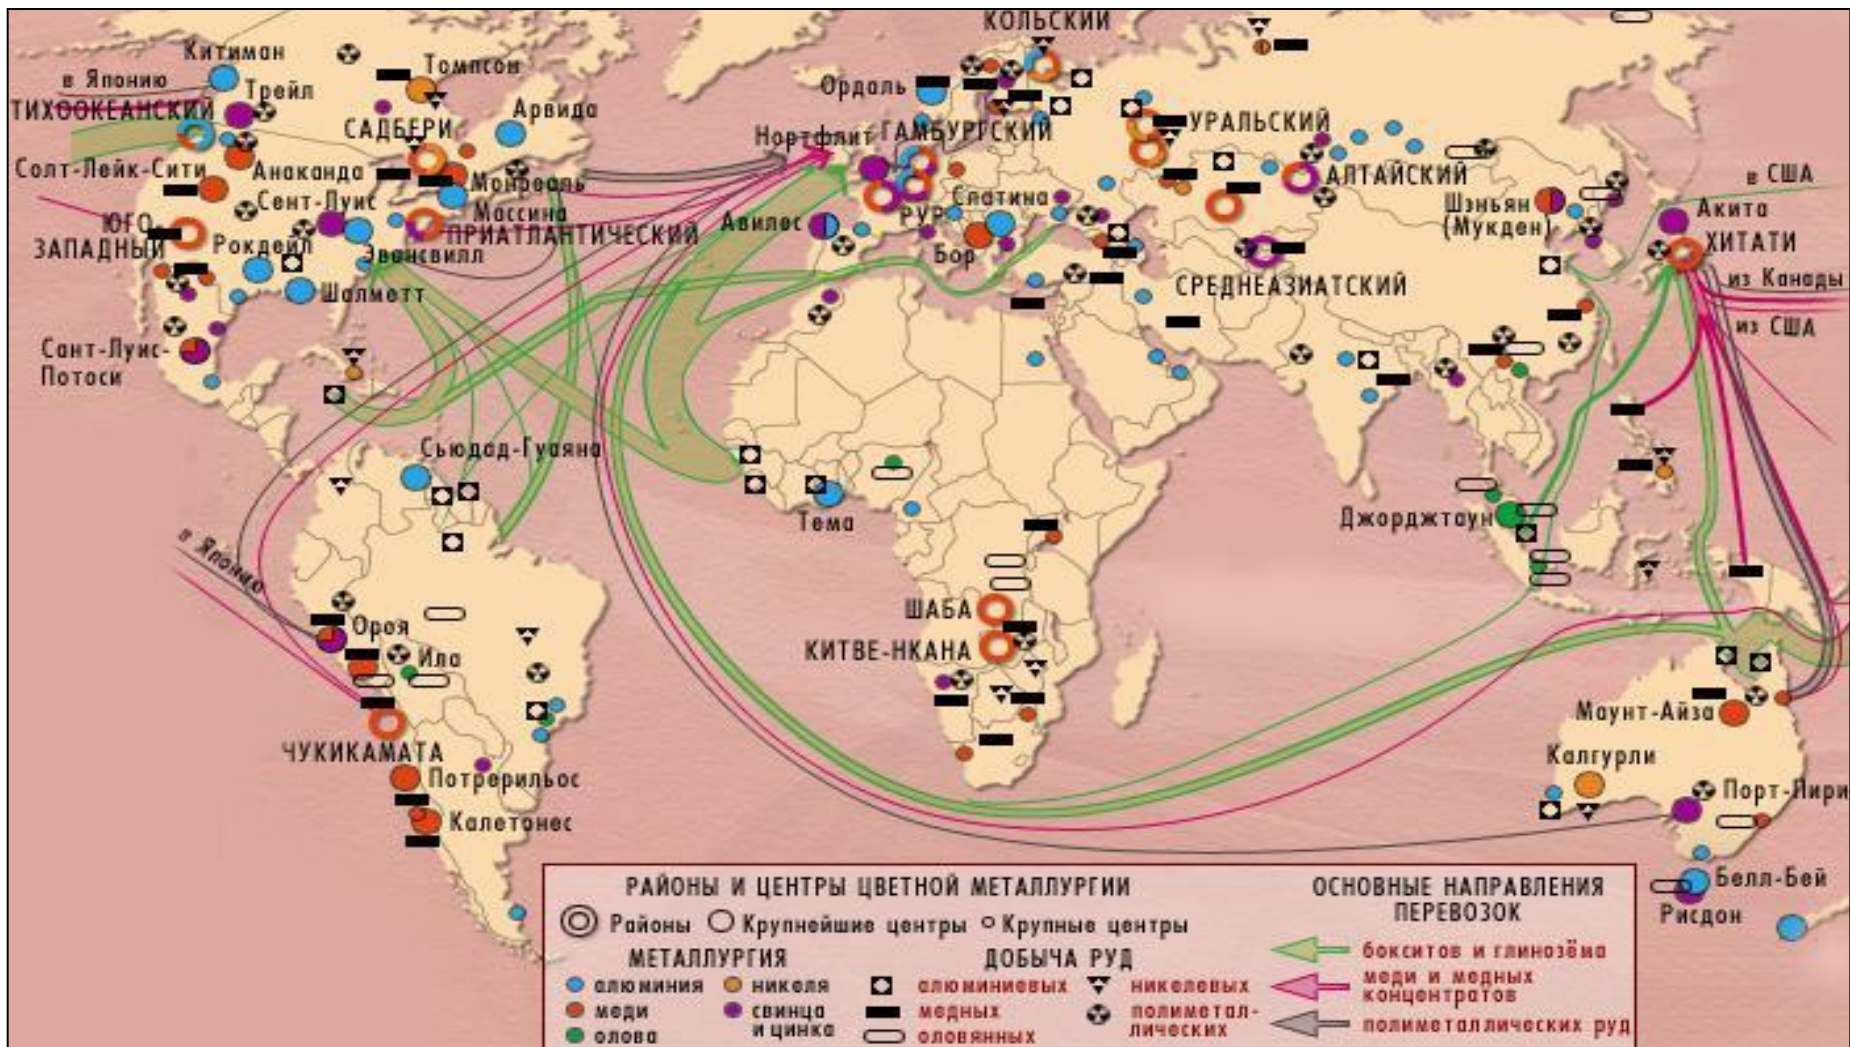 КОЛЬСКИЙ
Китиман
Томпсон
в Японию
Трейл
Ордаль
ТИХООКЕАНСКИЙ
Арвида
САДБЕРИ
Нортфлит
ГАМБУРГСКИЙ
УРАЛЬСКИЙ
Солт-Лейк-Сити
Анаканда
Монреаль
АЛТАЙСКИЙ
в США
Сент-Луис
Массина
Слатина
Шэньян
(Мукден)
Акита
ЮГО-
ЗАПАДНЫЙ
Рокдейл
ПРИАТЛАНТИЧЕСКИЙ
Авилес
РУР
Бор
ХИТАТИ
Эвенсвилл
Шалметт
СРЕДНЕАЗИАТСКИЙ
из Канады
из США
Сант-Луис-
Потоси
Сьюдад-Гуаяна
Тема
Джорджтаун
в Японию
ШАБА
Ороя
Ила
КИТВЕ-НКАНА
Маунт-Айза
ЧУКИКАМАТА
Потрерильос
Калгурли
Порт-Пири
Калетонес
Белл-Бей
Рисдон
РАЙОНЫ И ЦЕНТРЫ ЦВЕТНОЙ МЕТАЛЛУРГИИ
Районы Крупнейшие центры Крупные центры
МЕТАЛЛУРГИЯ
алюминия
меди
олова
никеля
свинца
и цинка
ДОБЫЧА РУД
алюминиевых
медных
оловянных
никелевых
полиметал-
лических
ОСНОВНЫЕ НАПРАВЛЕНИЯ
ПЕРЕВОЗОК
бокситов и глинозёма
меди и медных
концентратов
полиметаллических руд